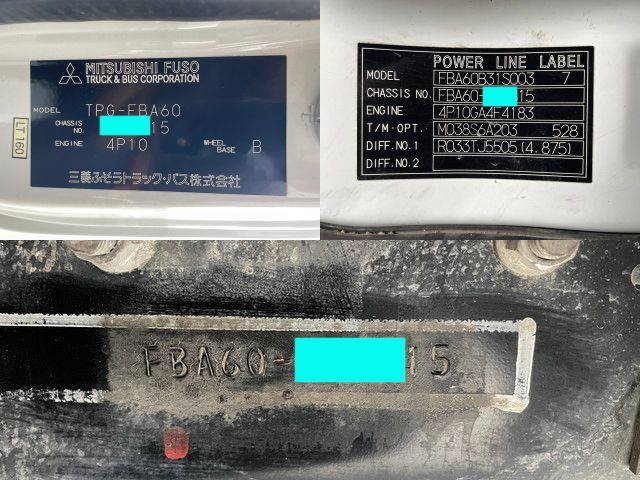 MITSUBISHI FUSO
TRUCK & BUS CORPORATION
MODEL TPG-FBA60
CHASSIS NO. 15
ENGINE 4P10 WHEEL BASE B
三菱ふそうトラック・バス株式会社
LT160
POWER LINE LABEL
MODEL FBA60B31S003 7
CHASSIS NO. FBA60- 15
ENGINE 4P10GA4F4183
T/M·OPT. M038S6A203 528
DIFF.NO.1 R033TJ5505(4.875)
DIFF.NO.2
FBA60- 15